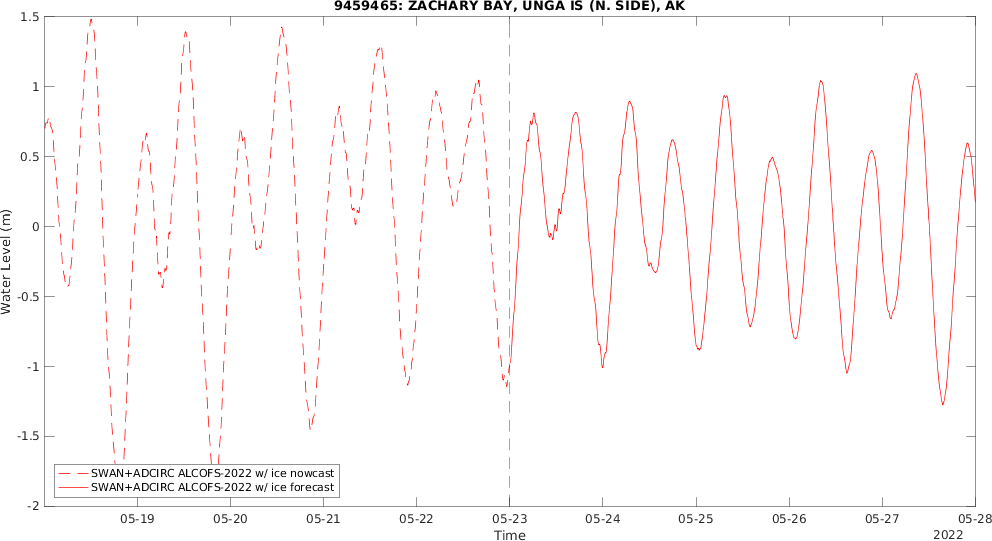 9459465: ZACHARY BAY, UNGA IS (N. SIDE), AK
1.5
1
0.5
0
-0.5
-1
-1.5
-2
Water Level (m)
SWAN+ADCIRC ALCOFS-2022 w/ ice nowcast
SWAN+ADCIRC ALCOFS-2022 w/ ice forecast
05-19 05-20 05-21 05-22 05-23 05-24 05-25 05-26 05-27 05-28
Time
2022